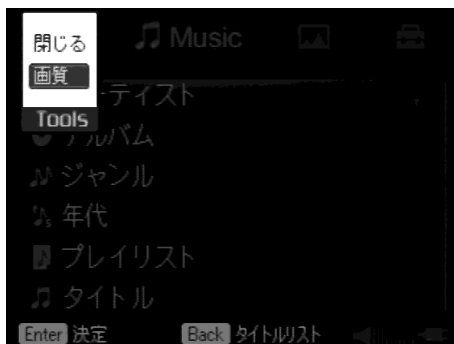 閉じる
Music
画質
ーティスト
Tools
アルバム
ジャンル
年代
プレイリスト
タイトル
Enter 決定 Back タイトルリスト